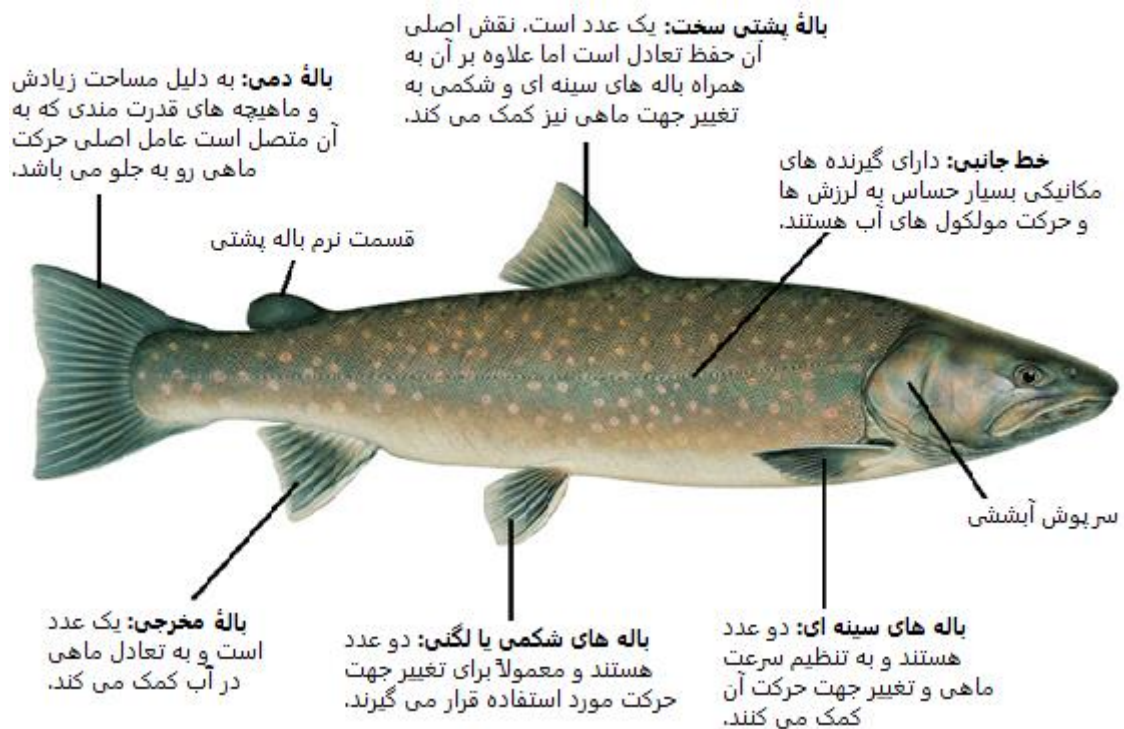 بالهٔ پشتی سخت: یک عدد است. نقش اصلی
آن حفظ تعادل است اما علاوه بر آن به
همراه باله های سینه ای و شکمی به
تغییر جهت ماهی نیز کمک می کند.
بالهٔ دمی: به دلیل مساحت زیادش
و ماهیچه های قدرت مندی که به
آن متصل است عامل اصلی حرکت
ماهی رو به جلو می باشد.
خط جانبی: دارای گیرنده های
مکانیکی بسیار حساس به لرزش ها
و حرکت مولکول های آب هستند.
قسمت نرم باله پشتی
سرپوش آبششی
باله های سینه ای: دو عدد
هستند و به تنظیم سرعت
ماهی و تغییر جهت حرکت آن
کمک می کنند.
باله های شکمی یا لگنی: دو عدد
هستند و معمولاً برای تغییر جهت
حرکت مورد استفاده قرار می گیرند.
بالهٔ مخرجی: یک عدد
است و به تعادل ماهی
در آب کمک می کند.